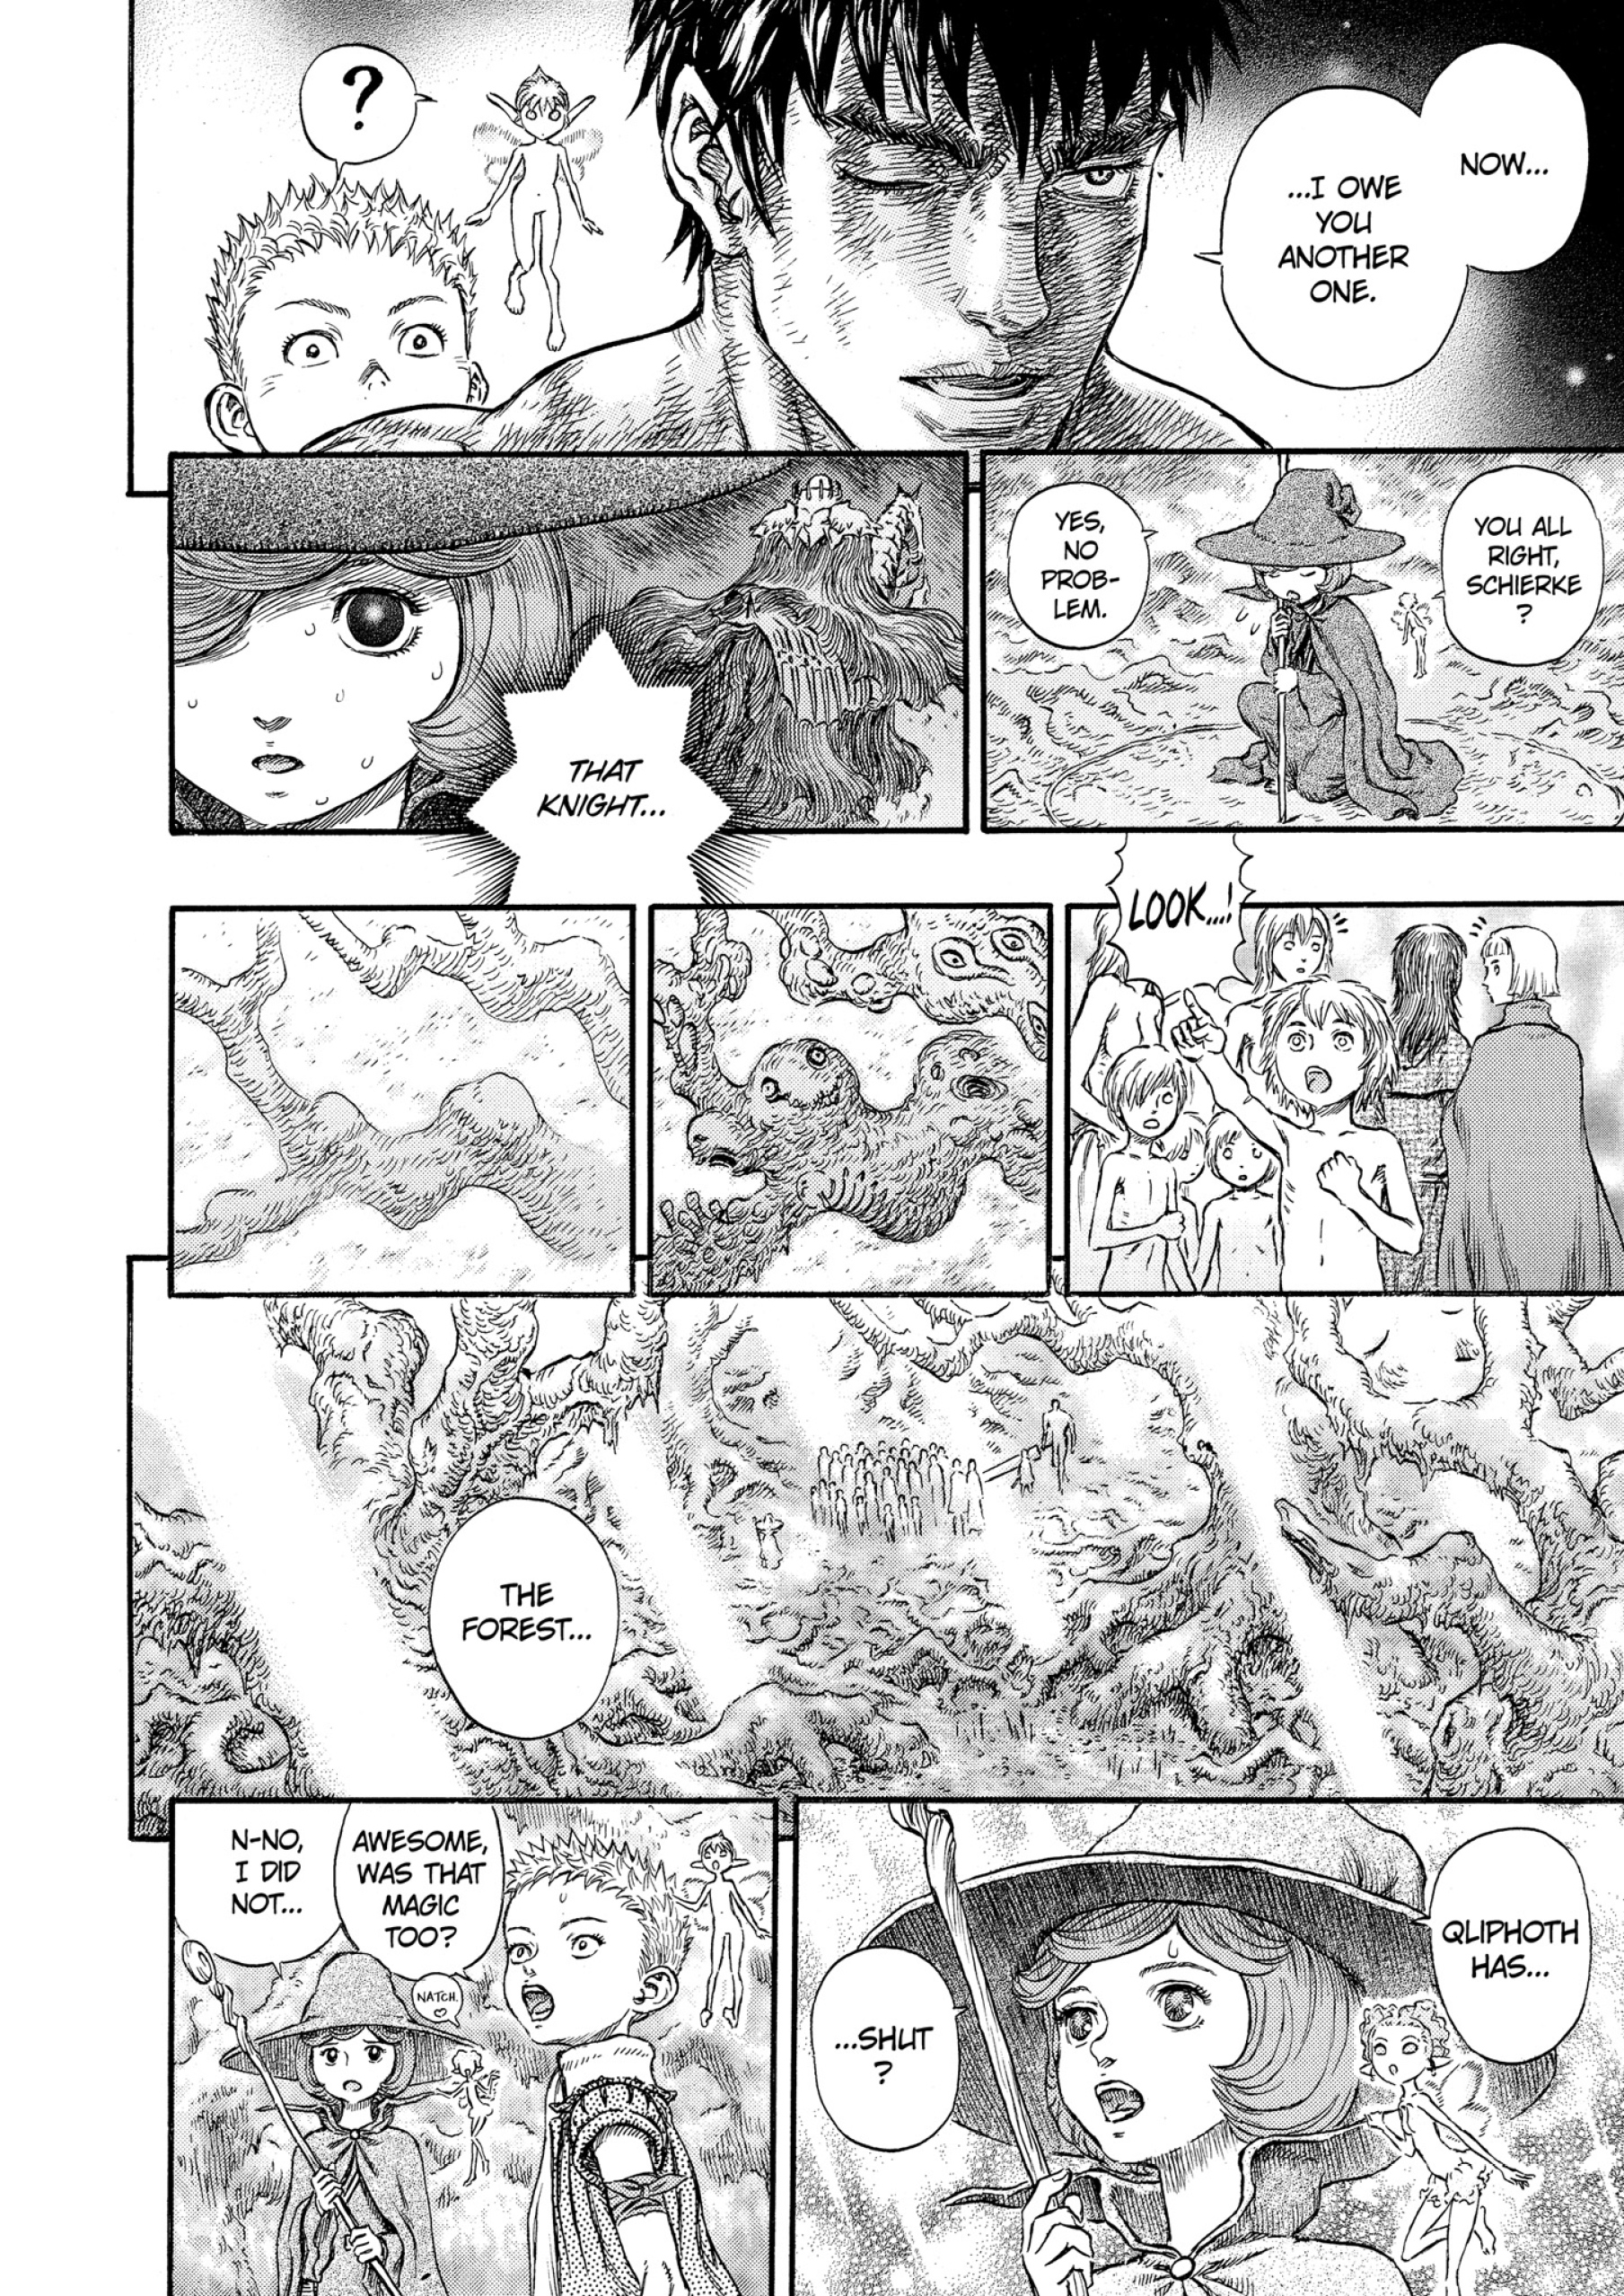 NOW...
...I OWE
YOU
ANOTHER
ONE.
?
YOU ALL
RIGHT,
SCHIERKE
?
YES,
NO
PROB-
LEM.
THAT
KNIGHT...
LOOK...!
THE
FOREST...
QLIPHOTH
HAS...
...SHUT
?
AWESOME,
WAS THAT
MAGIC
TOO?
NATCH.
N-NO,
I DID
NOT...